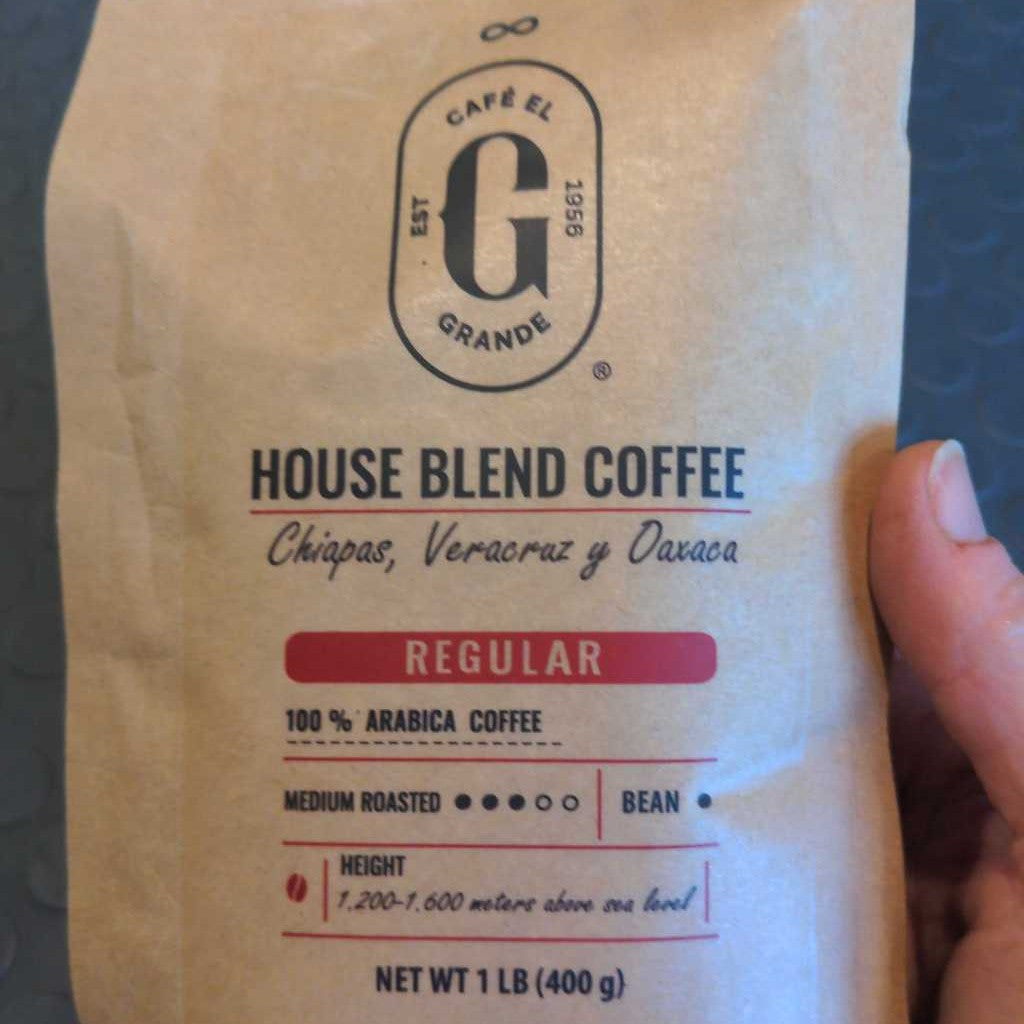 CAFÉ EL
G
EST
1956
GRANDE
®
HOUSE BLEND COFFEE
Chiapas, Veracruz y Oaxaca
REGULAR
100 % ARABICA COFFEE
MEDIUM ROASTED
BEAN
HEIGHT
1,200-1,600 meters above sea level
NET WT 1 LB (400 g)